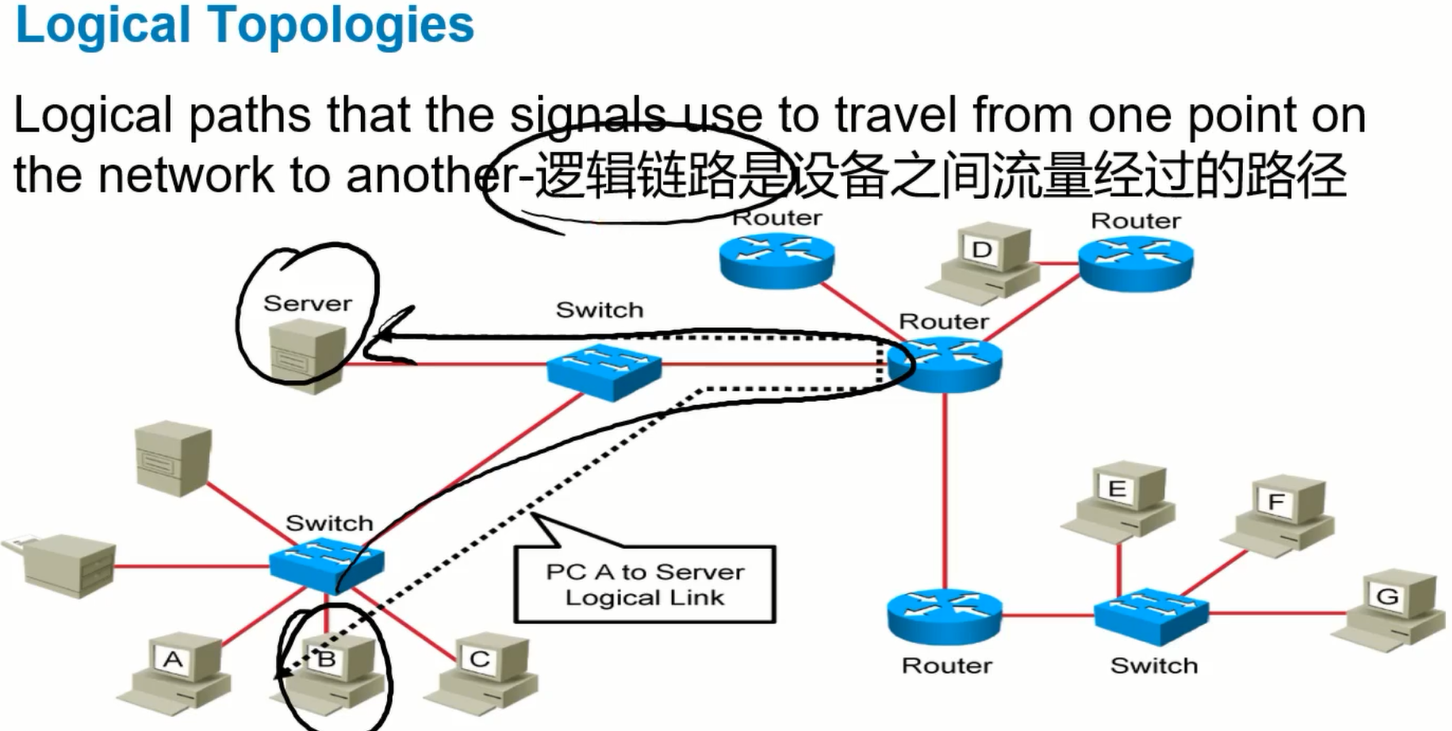 Logical Topologies
Logical paths that the signals use to travel from one point on
the network to another-逻辑链路是设备之间流量经过的路径
Router
Router
D
Server
Switch
Router
Switch
E
F
PC A to Server
Logical Link
G
A
B
C
Router
Switch